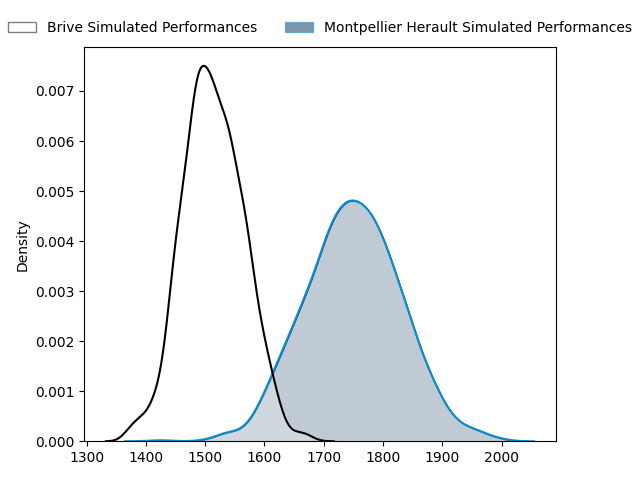 Brive Simulated Performances
Montpellier Herault Simulated Performances
Density
0.007
0.006
0.005
0.004
0.003
0.002
0.001
0.000
1300 1400 1500 1600 1700 1800 1900 2000